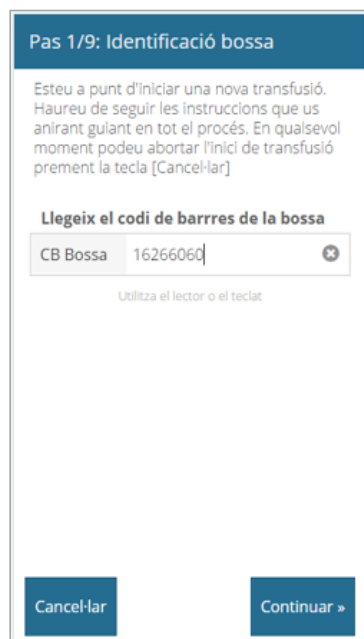 Pas 1/9: Identificació bossa
Esteu a punt d'iniciar una nova transfusió.
Haureu de seguir les instruccions que us
anirant guiant en tot el procés. En qualsevol
moment podeu abortar l'inici de transfusió
prement la tecla [Cancel·lar]
Llegeix el codi de barrres de la bossa
CB Bossa 16266060
Utilitza el lector o el teclat
Cancel·lar Continuar »